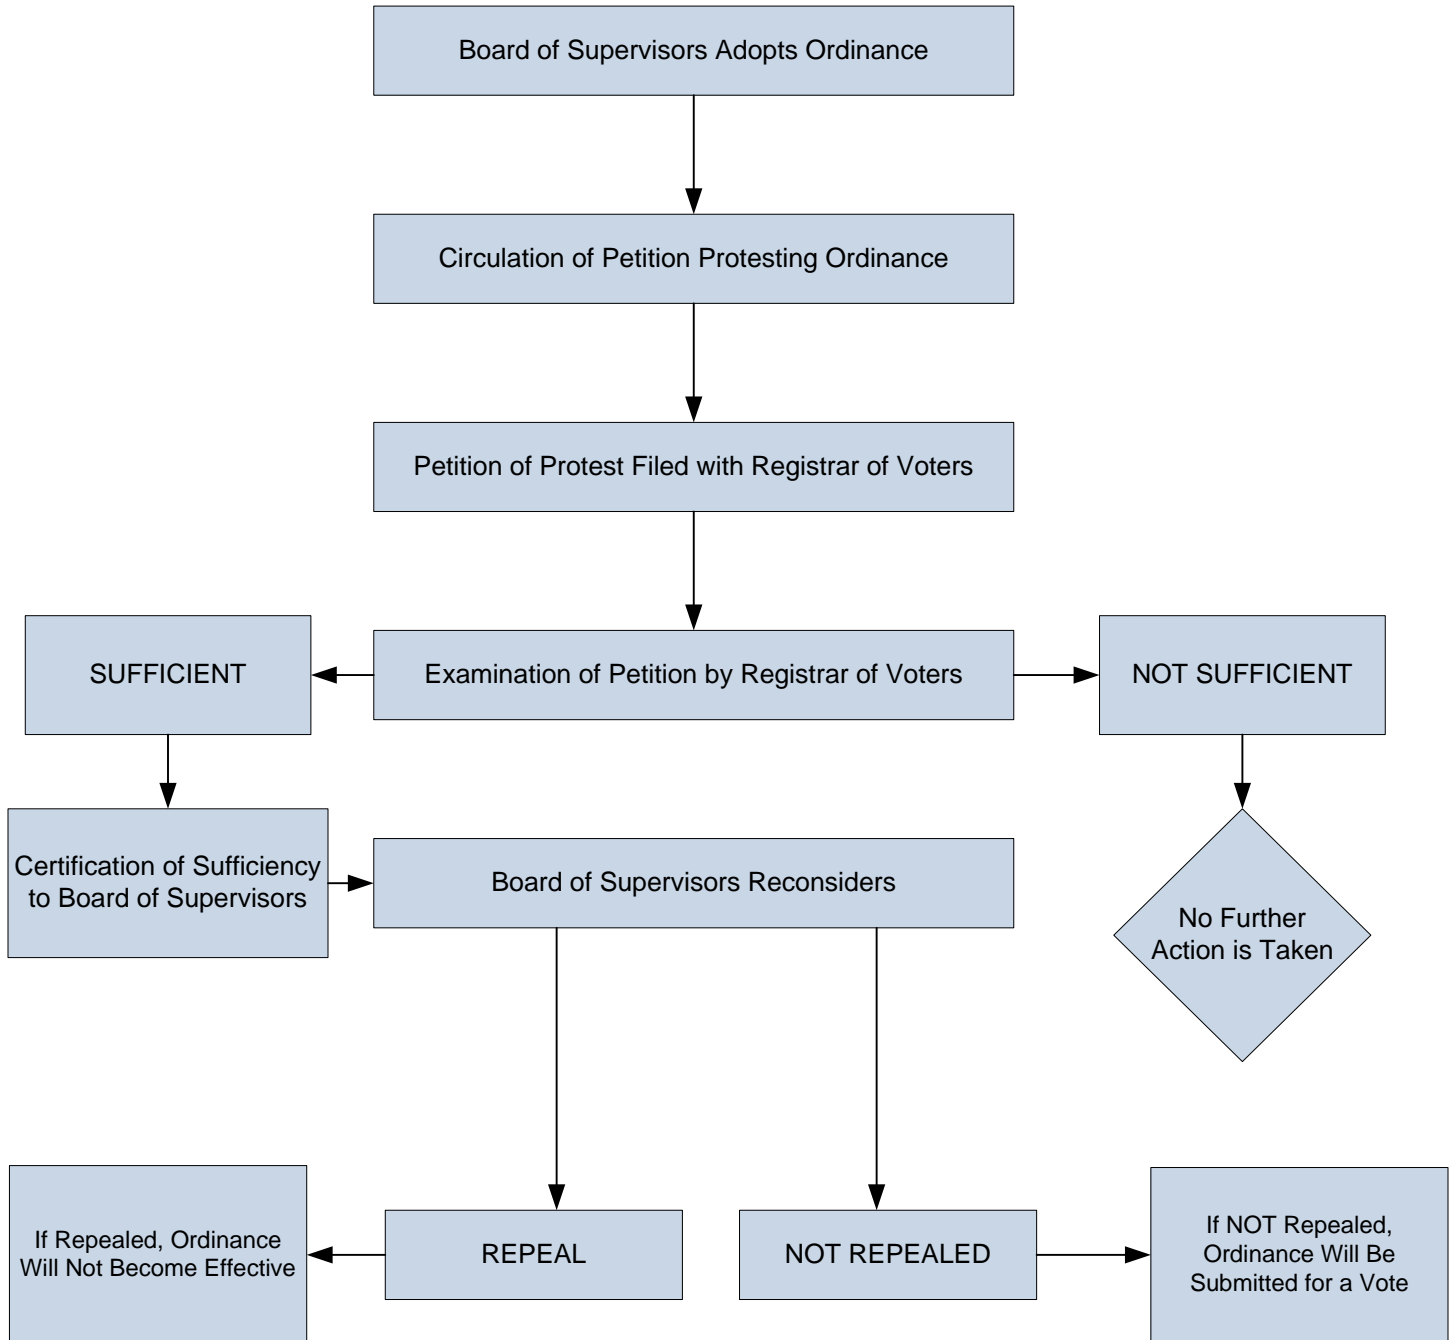 Board of Supervisors Adopts Ordinance
Circulation of Petition Protesting Ordinance
Petition of Protest Filed with Registrar of Voters
SUFFICIENT
Examination of Petition by Registrar of Voters
NOT SUFFICIENT
Certification of Sufficiency
to Board of Supervisors
Board of Supervisors Reconsiders
No Further
Action is Taken
If Repealed, Ordinance
Will Not Become Effective
REPEAL
NOT REPEALED
If NOT Repealed,
Ordinance Will Be
Submitted for a Vote